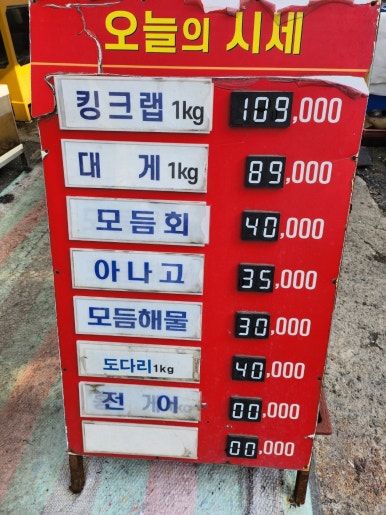 오늘의 시세
킹크랩 1kg 109,000
대게 1kg 89,000
모듬회 40,000
아나고 35,000
모듬해물 30,000
도다리 1kg 40,000
전어 00,000
00,000